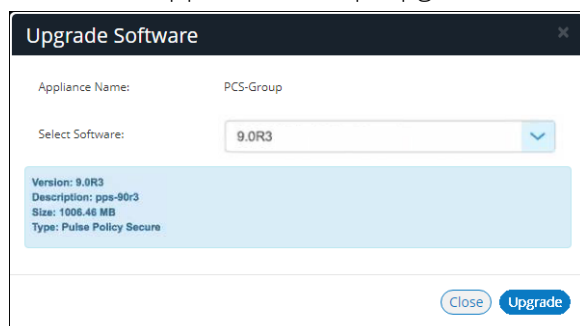 Upgrade Software ×
Appliance Name: PCS-Group
Select Software: 9.0R3
Version: 9.0R3
Description: pps-90r3
Size: 1006.46 MB
Type: Pulse Policy Secure
Close Upgrade